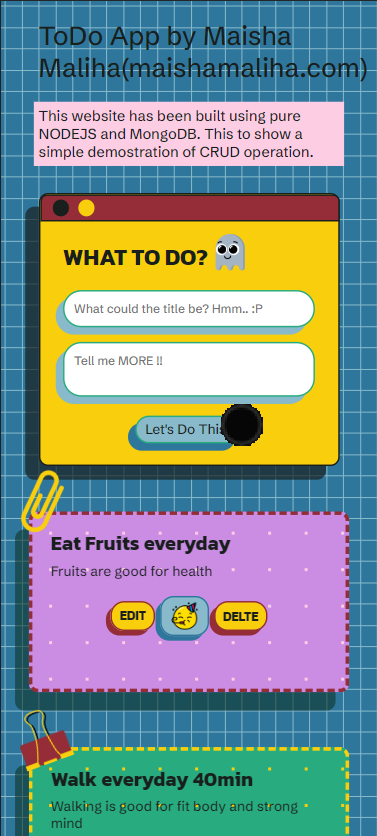 ToDo App by Maisha
Maliha(maishamaliha.com)
This website has been built using pure
NODEJS and MongoDB. This to show a
simple demostration of CRUD operation.
WHAT TO DO?
What could the title be? Hmm.. :P
Tell me MORE !!
Let's Do This
Eat Fruits everyday
Fruits are good for health
EDIT
DELTE
Walk everyday 40min
Walking is good for fit body and strong
mind